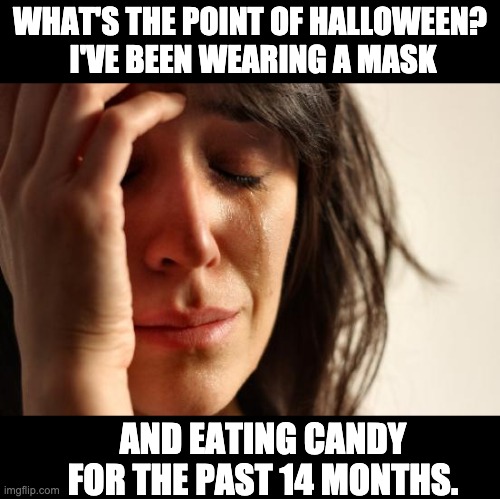 WHAT'S THE POINT OF HALLOWEEN?
I'VE BEEN WEARING A MASK
AND EATING CANDY
FOR THE PAST 14 MONTHS.
imgflip.com